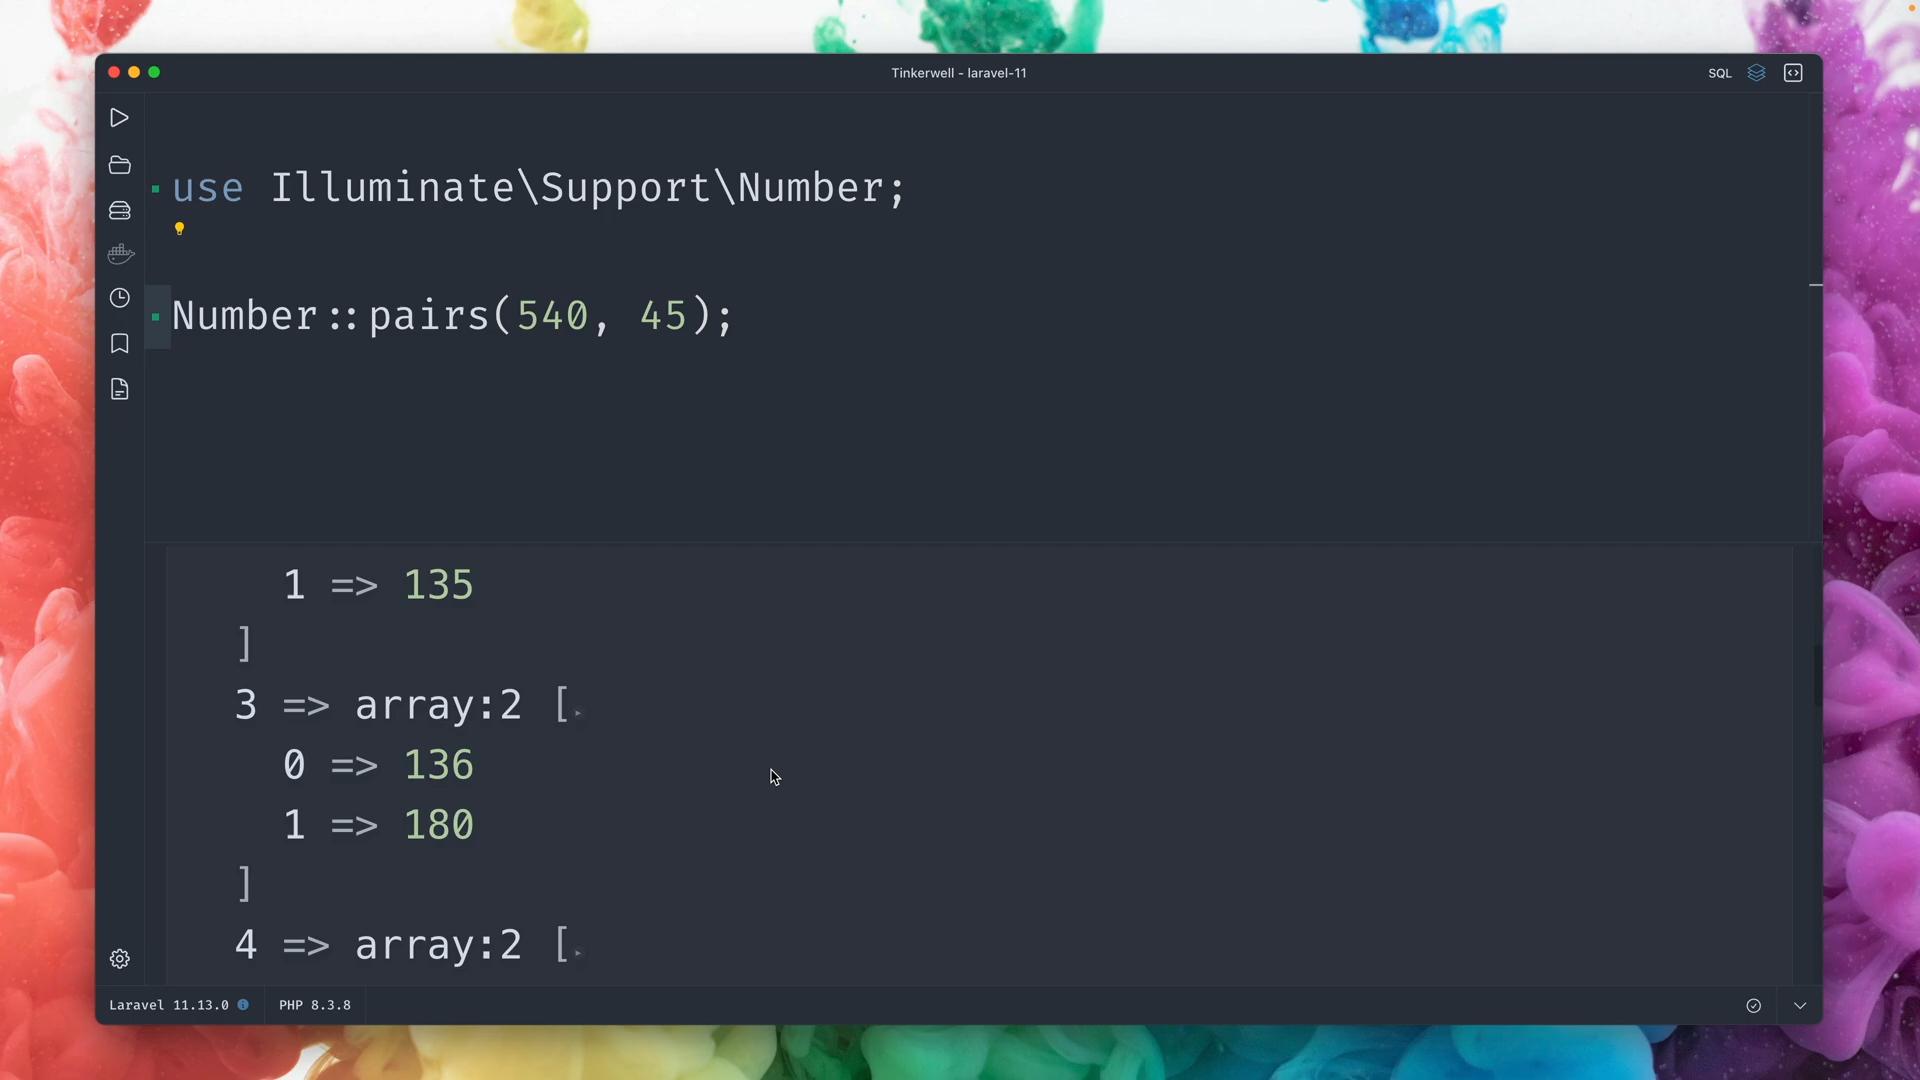 Tinkerwell - laravel-11
SQL
use Illuminate\Support\Number;
Number::pairs(540, 45);
1 => 135
]
3 => array:2 [
0 => 136
1 => 180
]
4 => array:2 [
Laravel 11.13.0
PHP 8.3.8